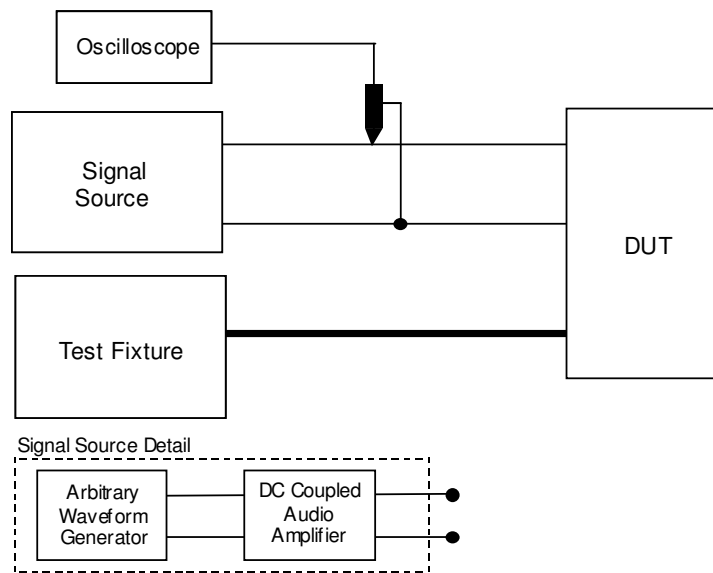 Oscilloscope
Signal
Source
DUT
Test Fixture
Signal Source Detail
Arbitrary
Waveform
Generator
DC Coupled
Audio
Amplifier